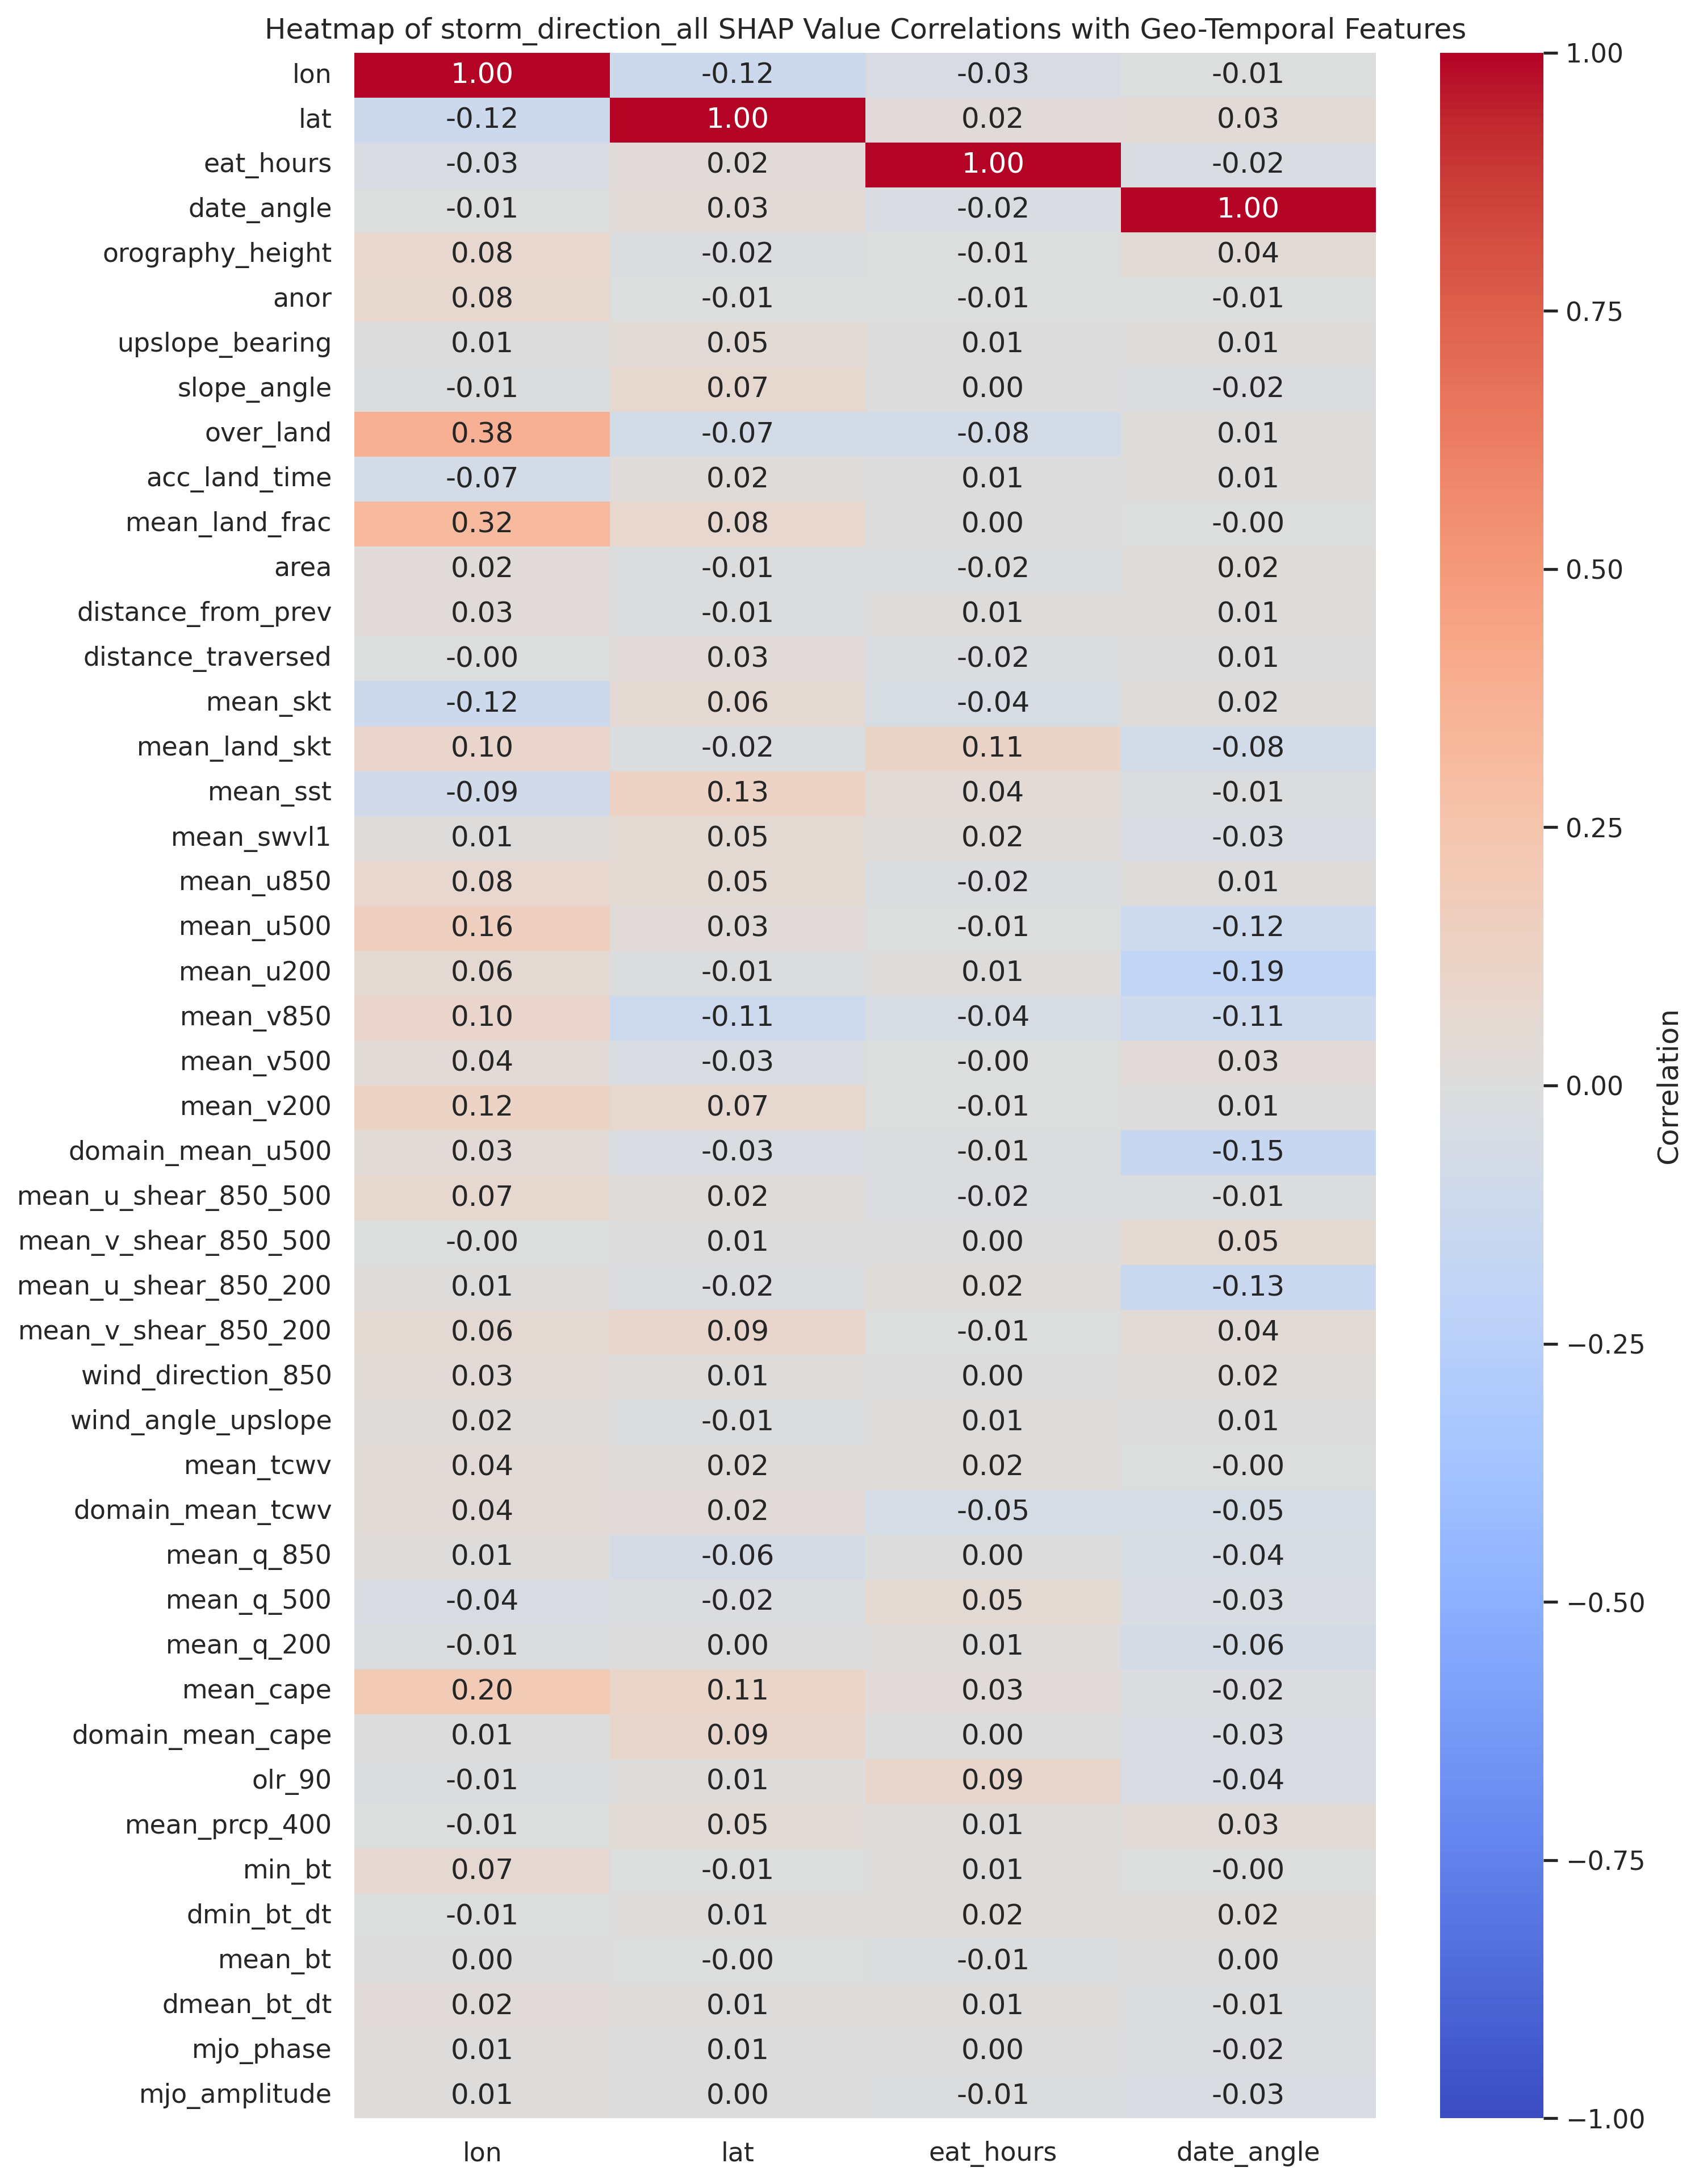 Heatmap of storm_direction_all SHAP Value Correlations with Geo-Temporal Features
lon 1.00 -0.12 -0.03 -0.01
lat -0.12 1.00 0.02 0.03
eat_hours -0.03 0.02 1.00 -0.02
date_angle -0.01 0.03 -0.02 1.00
orography_height 0.08 -0.02 -0.01 0.04
anor 0.08 -0.01 -0.01 -0.01
upslope_bearing 0.01 0.05 0.01 0.01
slope_angle -0.01 0.07 0.00 -0.02
over_land 0.38 -0.07 -0.08 0.01
acc_land_time -0.07 0.02 0.01 0.01
mean_land_frac 0.32 0.08 0.00 -0.00
area 0.02 -0.01 -0.02 0.02
distance_from_prev 0.03 -0.01 0.01 0.01
distance_traversed -0.00 0.03 -0.02 0.01
mean_skt -0.12 0.06 -0.04 0.02
mean_land_skt 0.10 -0.02 0.11 -0.08
mean_sst -0.09 0.13 0.04 -0.01
mean_swvl1 0.01 0.05 0.02 -0.03
mean_u850 0.08 0.05 -0.02 0.01
mean_u500 0.16 0.03 -0.01 -0.12
mean_u200 0.06 -0.01 0.01 -0.19
mean_v850 0.10 -0.11 -0.04 -0.11
mean_v500 0.04 -0.03 -0.00 0.03
mean_v200 0.12 0.07 -0.01 0.01
domain_mean_u500 0.03 -0.03 -0.01 -0.15
mean_u_shear_850_500 0.07 0.02 -0.02 -0.01
mean_v_shear_850_500 -0.00 0.01 0.00 0.05
mean_u_shear_850_200 0.01 -0.02 0.02 -0.13
mean_v_shear_850_200 0.06 0.09 -0.01 0.04
wind_direction_850 0.03 0.01 0.00 0.02
wind_angle_upslope 0.02 -0.01 0.01 0.01
mean_tcwv 0.04 0.02 0.02 -0.00
domain_mean_tcwv 0.04 0.02 -0.05 -0.05
mean_q_850 0.01 -0.06 0.00 -0.04
mean_q_500 -0.04 -0.02 0.05 -0.03
mean_q_200 -0.01 0.00 0.01 -0.06
mean_cape 0.20 0.11 0.03 -0.02
domain_mean_cape 0.01 0.09 0.00 -0.03
olr_90 -0.01 0.01 0.09 -0.04
mean_prcp_400 -0.01 0.05 0.01 0.03
min_bt 0.07 -0.01 0.01 -0.00
dmin_bt_dt -0.01 0.01 0.02 0.02
mean_bt 0.00 -0.00 -0.01 0.00
dmean_bt_dt 0.02 0.01 0.01 -0.01
mjo_phase 0.01 0.01 0.00 -0.02
mjo_amplitude 0.01 0.00 -0.01 -0.03
lon lat eat_hours date_angle
1.00
0.75
0.50
0.25
0.00
−0.25
−0.50
−0.75
−1.00
Correlation